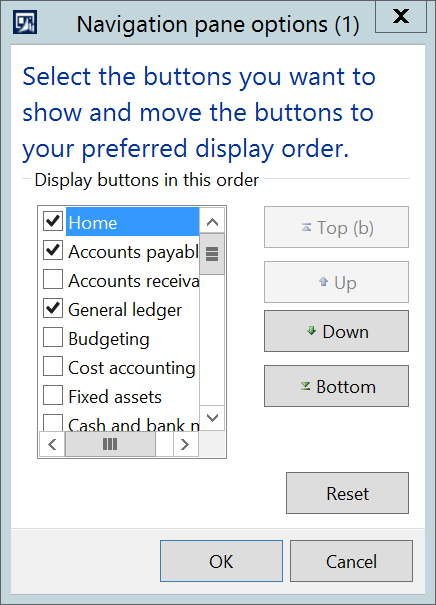 Navigation pane options (1)
Select the buttons you want to
show and move the buttons to
your preferred display order.
Display buttons in this order
Home
Top (b)
Accounts payabl
Accounts receiva
Up
General ledger
Down
Budgeting
Cost accounting
Bottom
Fixed assets
Cash and bank
Reset
OK
Cancel